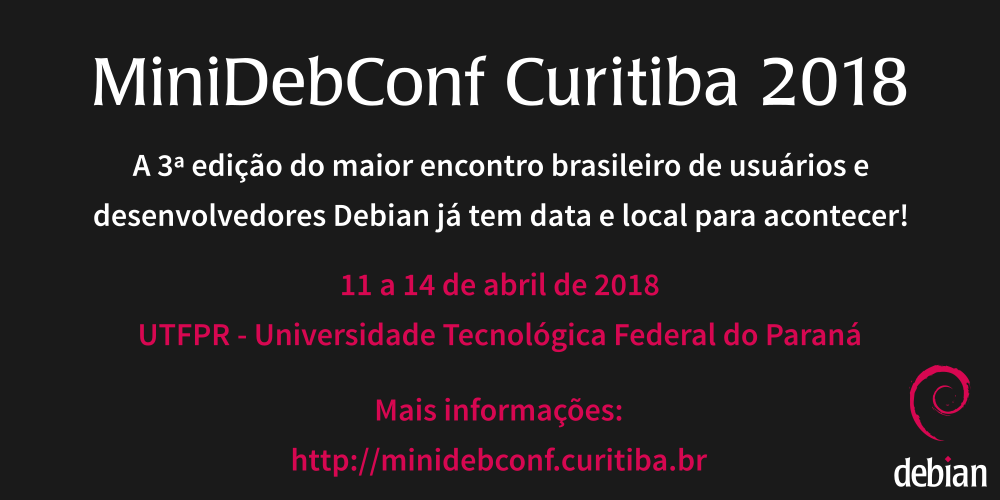 MiniDebConf Curitiba 2018
A 3ª edição do maior encontro brasileiro de usuários e
desenvolvedores Debian já tem data e local para acontecer!
11 a 14 de abril de 2018
UTFPR - Universidade Tecnológica Federal do Paraná
Mais informações:
http://minidebconf.curitiba.br
debian